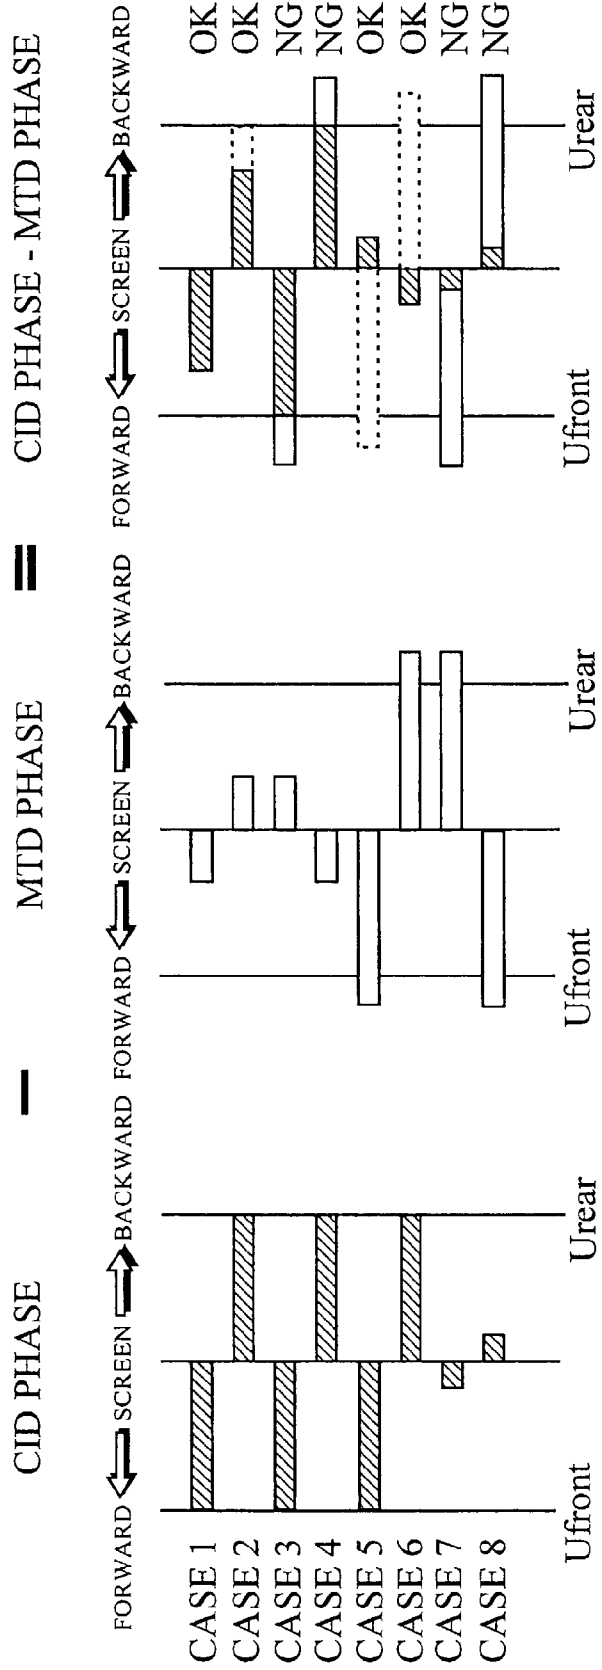 CID PHASE — MTD PHASE = CID PHASE - MTD PHASE
FORWARD SCREEN BACKWARD FORWARD SCREEN BACKWARD FORWARD SCREEN BACKWARD
CASE 1 OK
CASE 2 OK
CASE 3 NG
CASE 4 NG
CASE 5 OK
CASE 6 OK
CASE 7 NG
CASE 8 NG
Ufront Urear Ufront Urear Ufront Urear